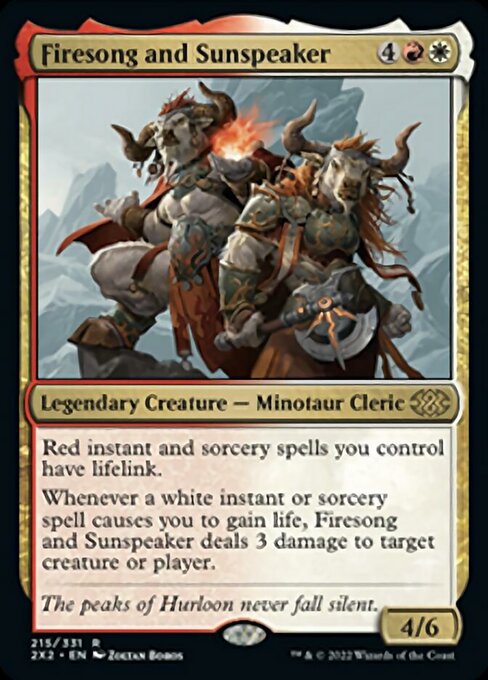 Firesong and Sunspeaker 4
Legendary Creature — Minotaur Cleric
Red instant and sorcery spells you control
have lifelink.
Whenever a white instant or sorcery
spell causes you to gain life, Firesong
and Sunspeaker deals 3 damage to target
creature or player.
The peaks of Hurloon never fall silent.
4/6
215/331 R
2X2 • EN Zoltan Boros
™ & © 2022 Wizards of the Coast